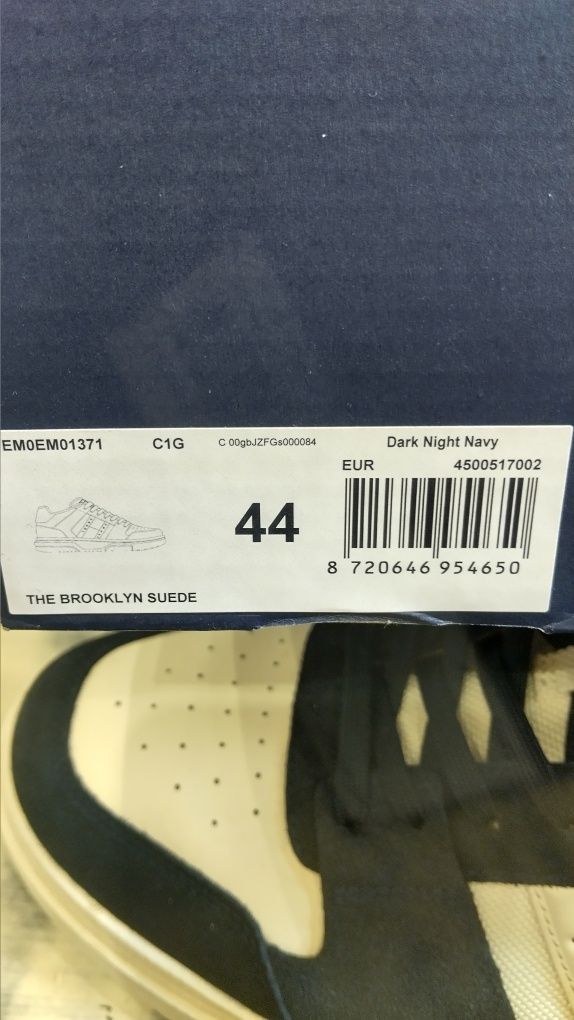 EM0EM01371 C1G C 00gbJZFGs000084 Dark Night Navy
EUR 4500517002
44
8 720646 954650
THE BROOKLYN SUEDE